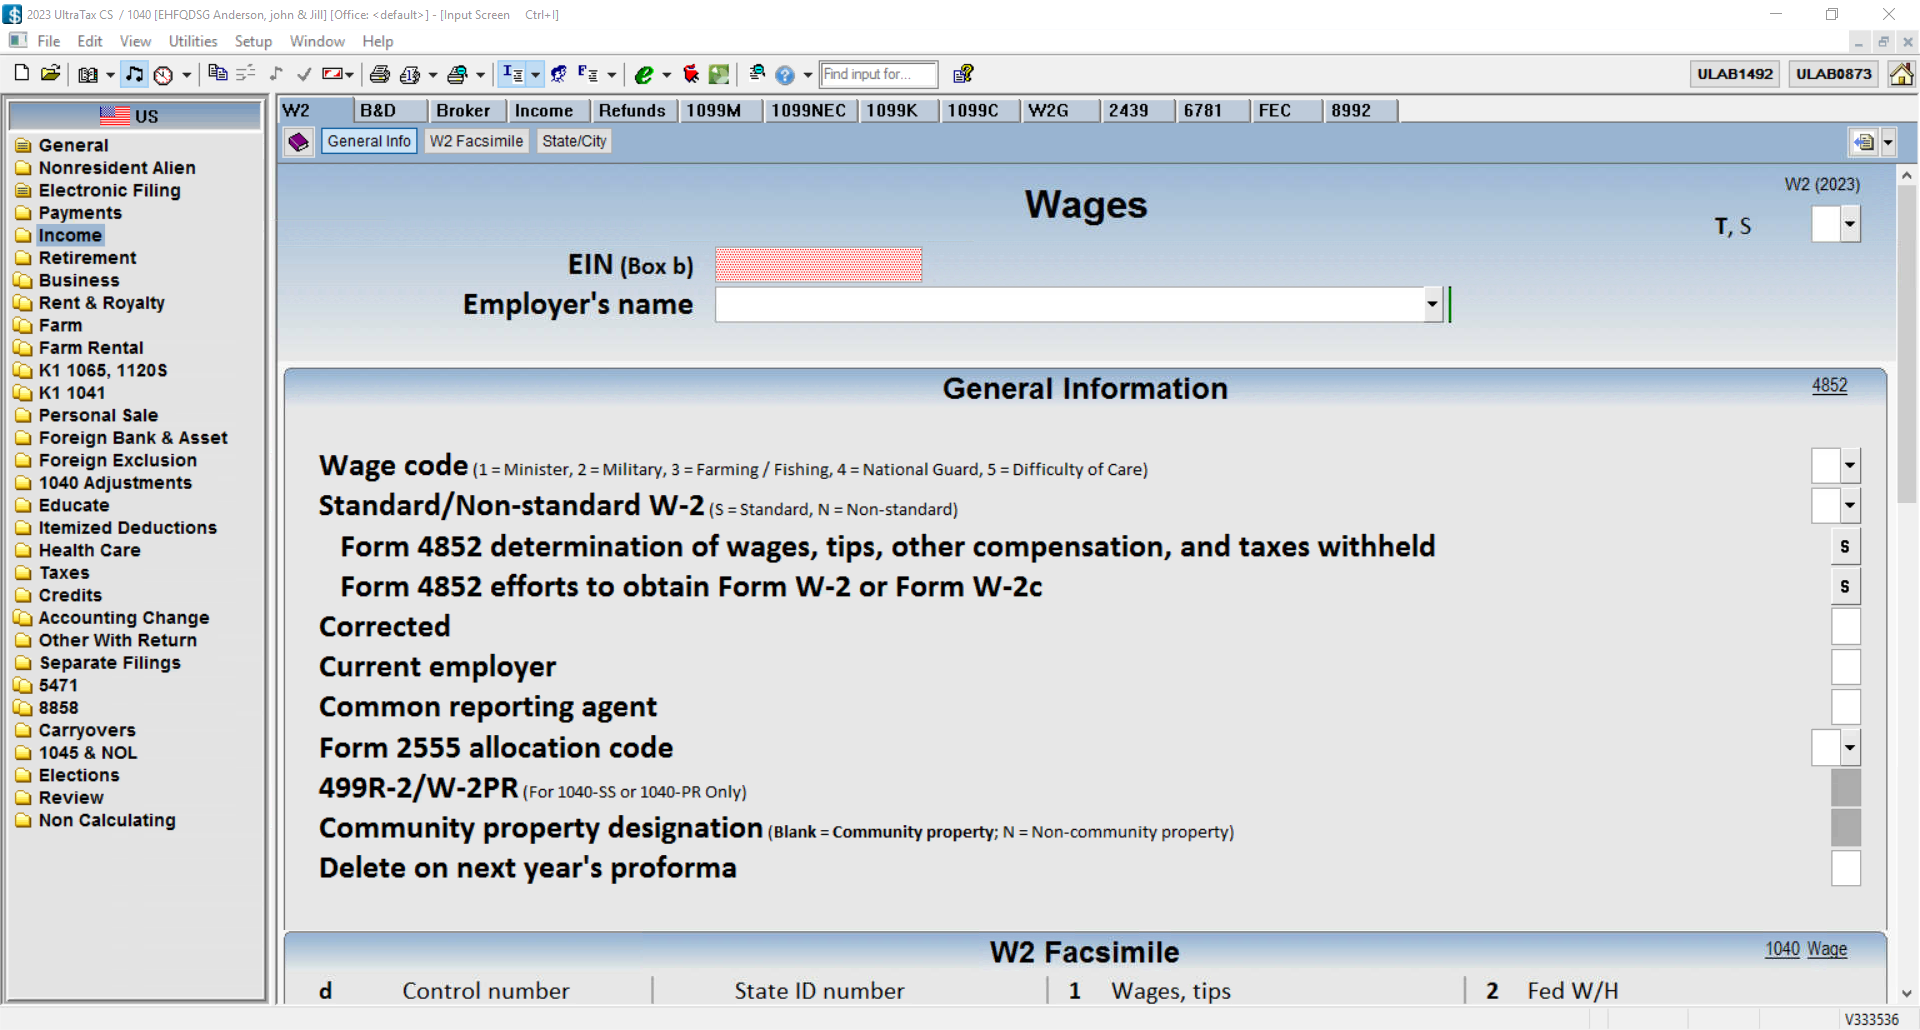 2023 UltraTax CS / 1040 [EHFQDSG Anderson, john & Jill] [Office: <default>] - [Input Screen Ctrl+I]
File Edit View Utilities Setup Window Help
Find input for...
ULAB1492 ULAB0873
US
General
Nonresident Alien
Electronic Filing
Payments
Income
Retirement
Business
Rent & Royalty
Farm
Farm Rental
K1 1065, 1120S
K1 1041
Personal Sale
Foreign Bank & Asset
Foreign Exclusion
1040 Adjustments
Educate
Itemized Deductions
Health Care
Taxes
Credits
Accounting Change
Other With Return
Separate Filings
5471
8858
Carryovers
1045 & NOL
Elections
Review
Non Calculating
W2 B&D Broker Income Refunds 1099M 1099NEC 1099K 1099C W2G 2439 6781 FEC 8992
General Info W2 Facsimile State/City
W2 (2023)
Wages
T, S
EIN (Box b)
Employer's name
General Information 4852
Wage code (1 = Minister, 2 = Military, 3 = Farming / Fishing, 4 = National Guard, 5 = Difficulty of Care)
Standard/Non-standard W-2 (S = Standard, N = Non-standard)
Form 4852 determination of wages, tips, other compensation, and taxes withheld S
Form 4852 efforts to obtain Form W-2 or Form W-2c S
Corrected
Current employer
Common reporting agent
Form 2555 allocation code
499R-2/W-2PR (For 1040-SS or 1040-PR Only)
Community property designation (Blank = Community property; N = Non-community property)
Delete on next year's proforma
W2 Facsimile 1040 Wage
d Control number State ID number 1 Wages, tips 2 Fed W/H
V333536